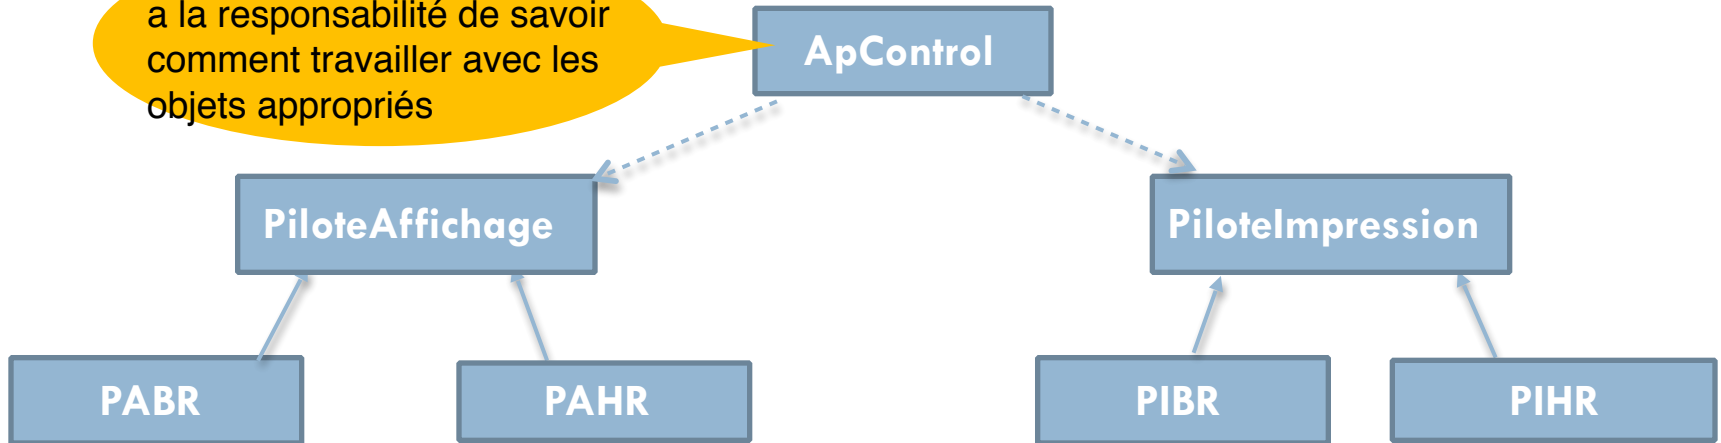 a la responsabilité de savoir
comment travailler avec les
objets appropriés
ApControl
PiloteAffichage
PiloteImpression
PABR
PAHR
PIBR
PIHR